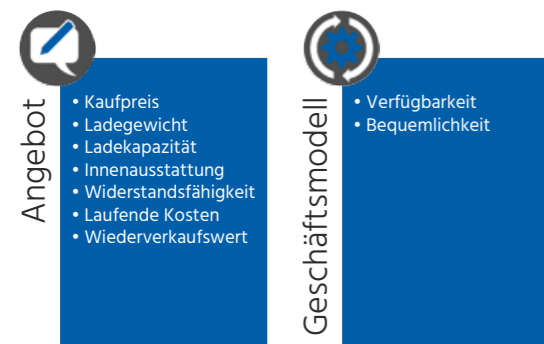 Angebot
• Kaufpreis
• Ladegewicht
• Ladekapazität
• Innenausstattung
• Widerstandsfähigkeit
• Laufende Kosten
• Wiederverkaufswert
Geschäftsmodell
• Verfügbarkeit
• Bequemlichkeit